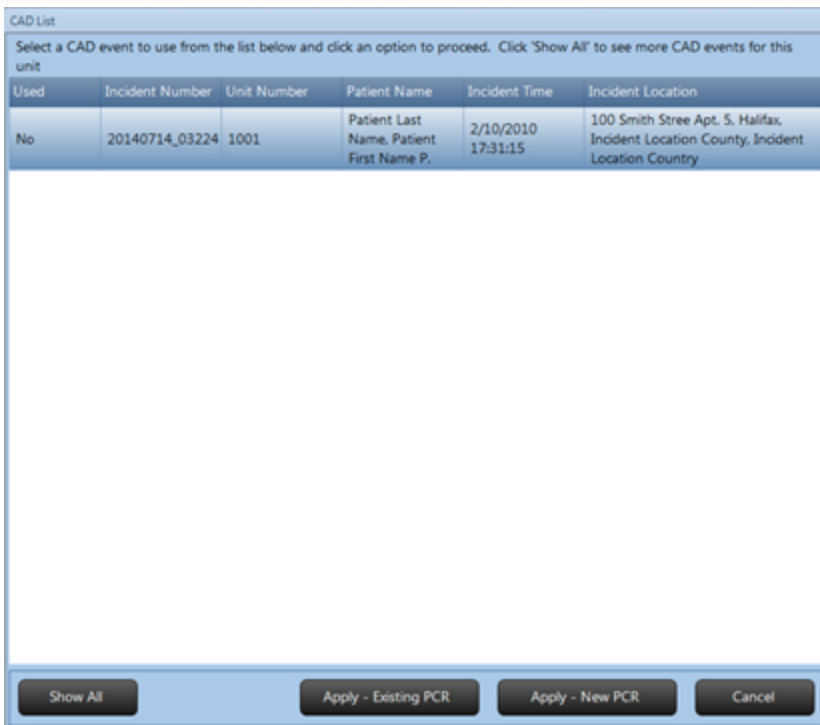 CAD List
Select a CAD event to use from the list below and click an option to proceed. Click 'Show All' to see more CAD events for this
unit
Used Incident Number Unit Number Patient Name Incident Time Incident Location
No 20140714_03224 1001
Patient Last
Name, Patient
First Name P.
2/10/2010
17:31:15
100 Smith Stree Apt. 5, Halifax,
Incident Location County, Incident
Location Country
Show All Apply - Existing PCR Apply - New PCR Cancel